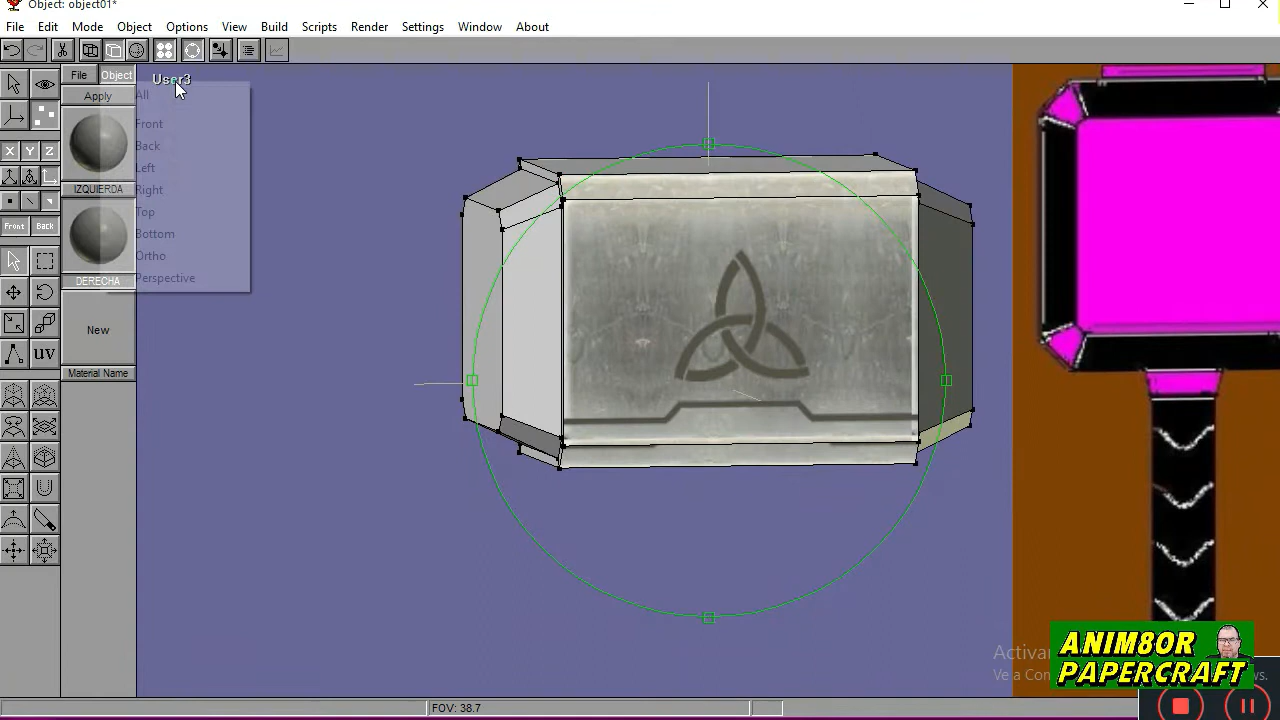 Object: object01*
File Edit Mode Object Options View Build Scripts Render Settings Window About
File Object
User3
Apply
All
Front
Back
Left
Right
Top
Bottom
Ortho
Perspective
X Y Z
IZQUIERDA
Front Back
DERECHA
New
uv
Material Name
ANIM8OR
PAPERCRAFT
FOV: 38.7